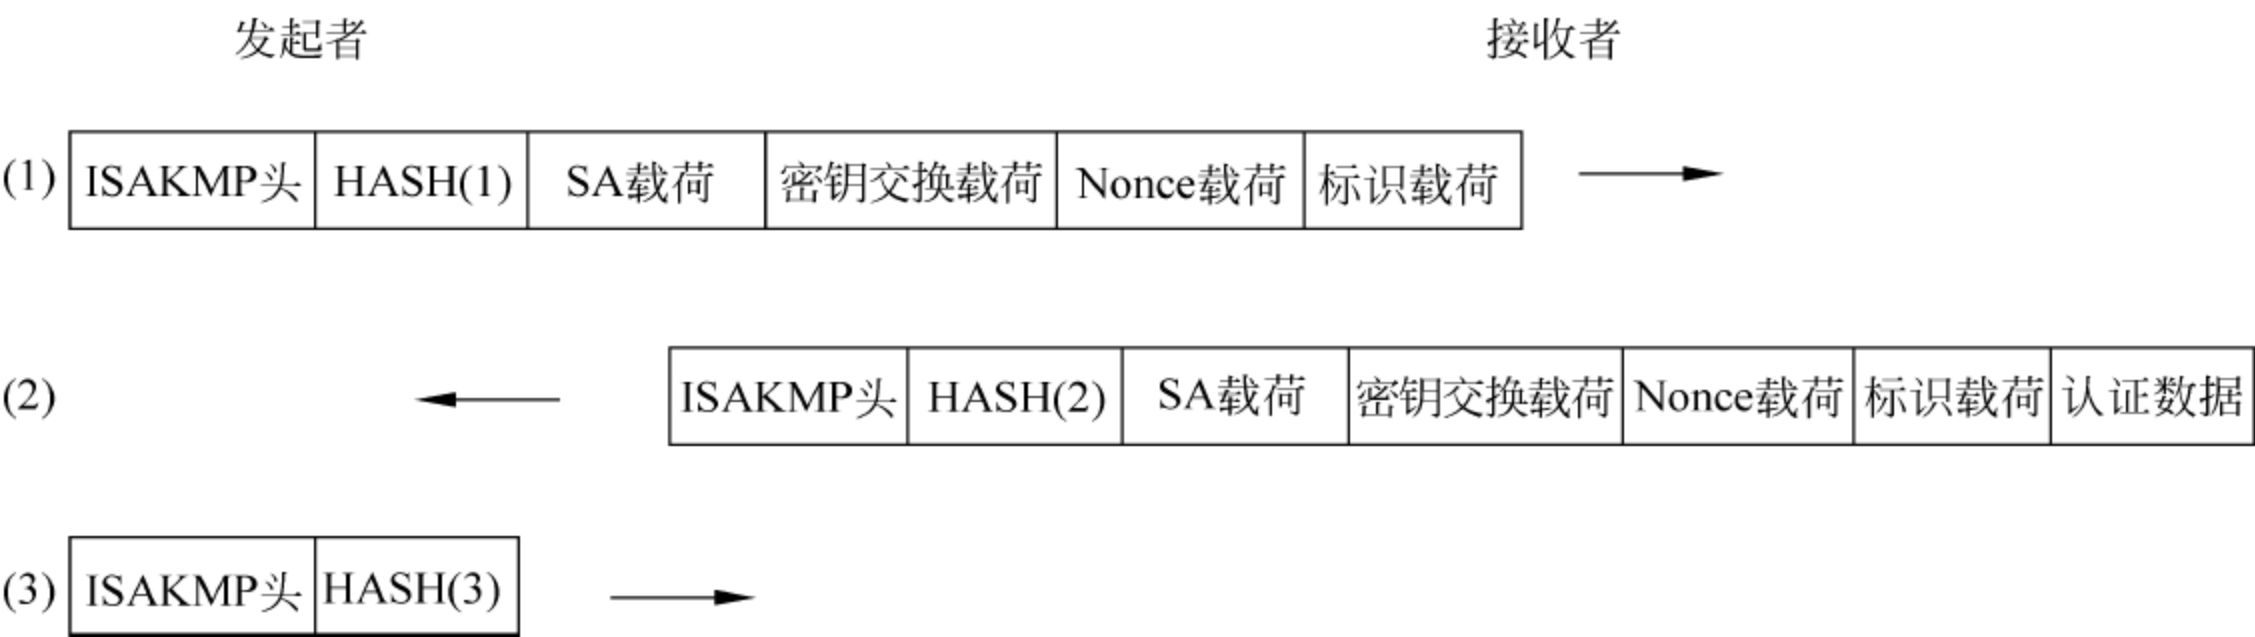 发起者 接收者
(1) ISAKMP头 HASH(1) SA载荷 密钥交换载荷 Nonce载荷 标识载荷
(2) ISAKMP头 HASH(2) SA载荷 密钥交换载荷 Nonce载荷 标识载荷 认证数据
(3) ISAKMP头 HASH(3)